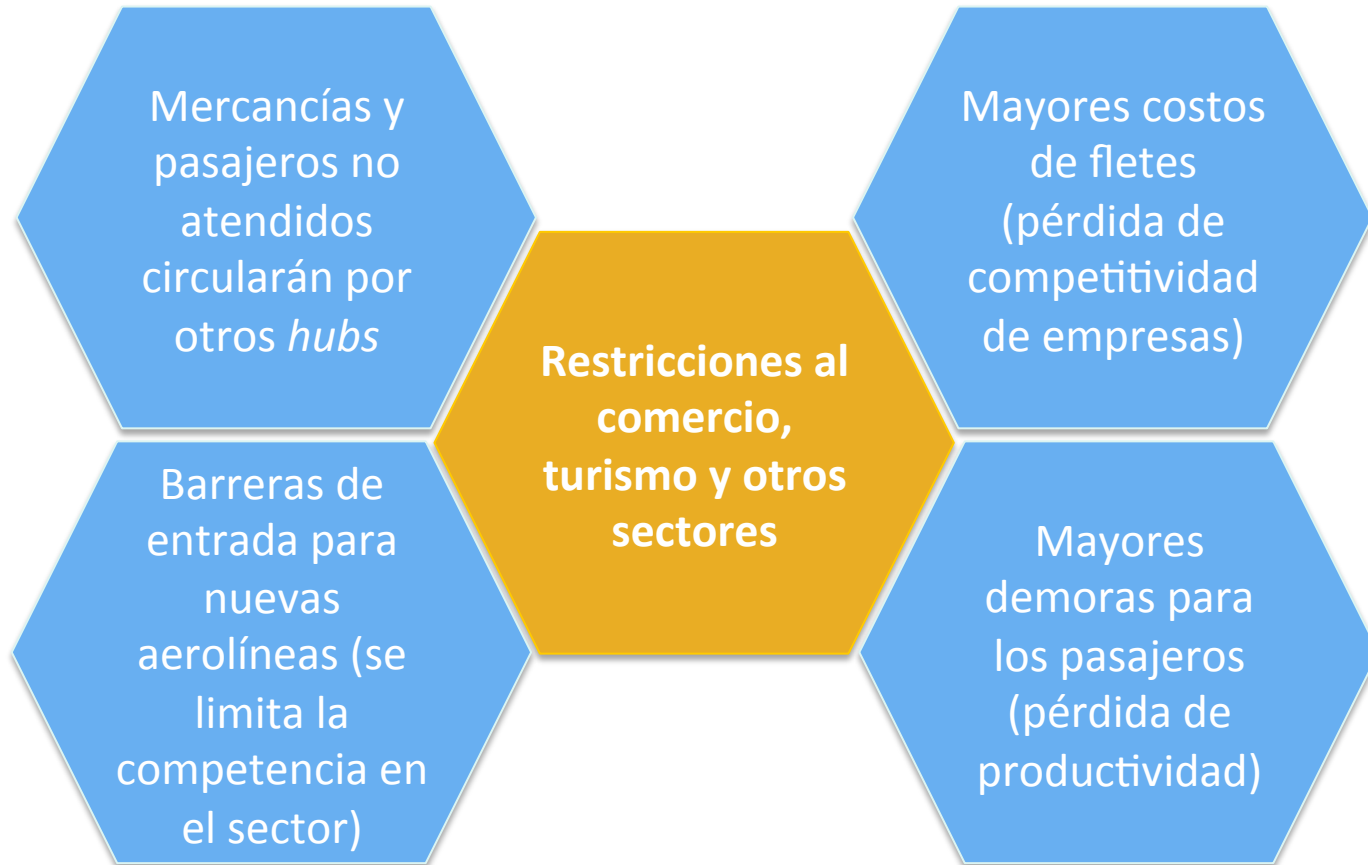 Mercancías y
pasajeros no
atendidos
circularán por
otros hubs
Mayores costos
de fletes
(pérdida de
competitividad
de empresas)
Restricciones al
comercio,
turismo y otros
sectores
Barreras de
entrada para
nuevas
aerolíneas (se
limita la
competencia en
el sector)
Mayores
demoras para
los pasajeros
(pérdida de
productividad)